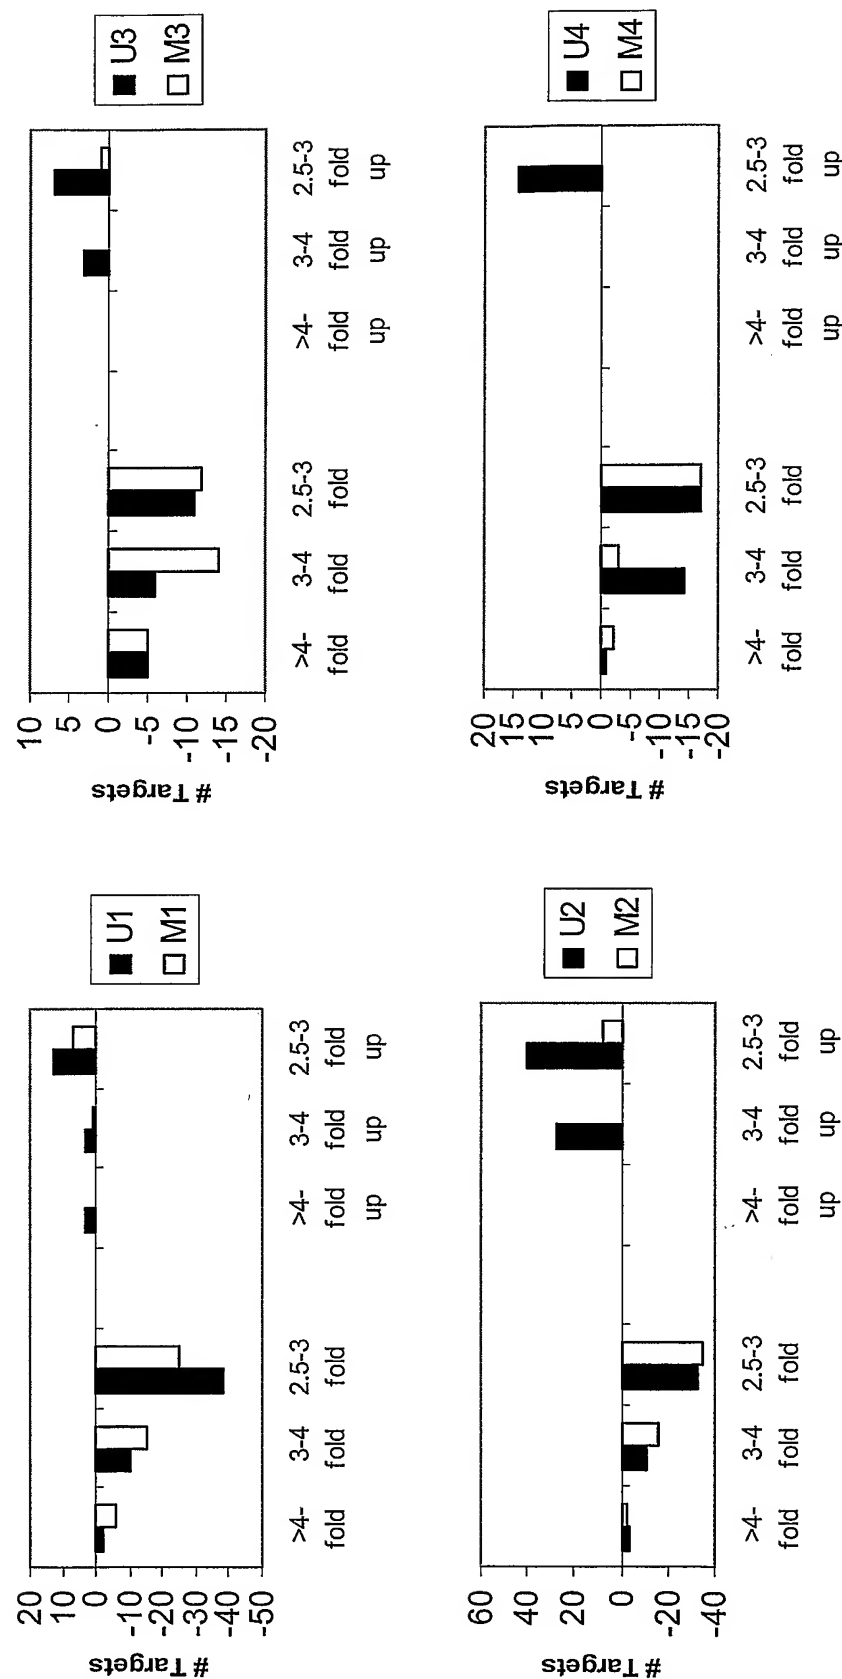 20
10
0
-10
-20
-30
-40
-50
# Targets
>4- 3-4 2.5-3 >4- 3-4 2.5-3
fold fold fold fold fold fold
up up up
U1
M1
10
5
0
-5
-10
-15
-20
# Targets
>4- 3-4 2.5-3 >4- 3-4 2.5-3
fold fold fold fold fold fold
up up up
U3
M3
60
40
20
0
-20
-40
# Targets
>4- 3-4 2.5-3 >4- 3-4 2.5-3
fold fold fold fold fold fold
up up up
U2
M2
20
15
10
5
0
-5
-10
-15
-20
# Targets
>4- 3-4 2.5-3 >4- 3-4 2.5-3
fold fold fold fold fold fold
up up up
U4
M4